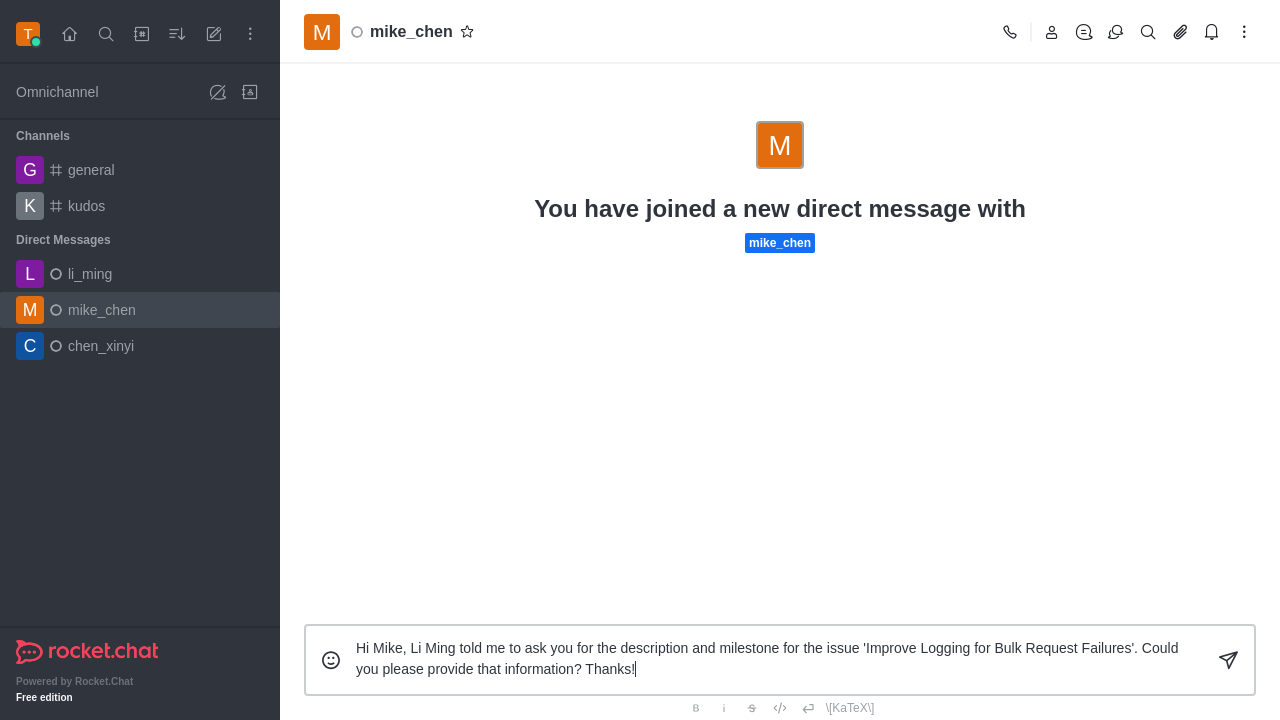 T
Omnichannel
Channels
G general
K kudos
Direct Messages
L li_ming
M mike_chen
C chen_xinyi
rocket.chat
Powered by Rocket.Chat
Free edition
M mike_chen
M
You have joined a new direct message with
mike_chen
Hi Mike, Li Ming told me to ask you for the description and milestone for the issue 'Improve Logging for Bulk Request Failures'. Could
you please provide that information? Thanks!
B i S \[KaTeX\]